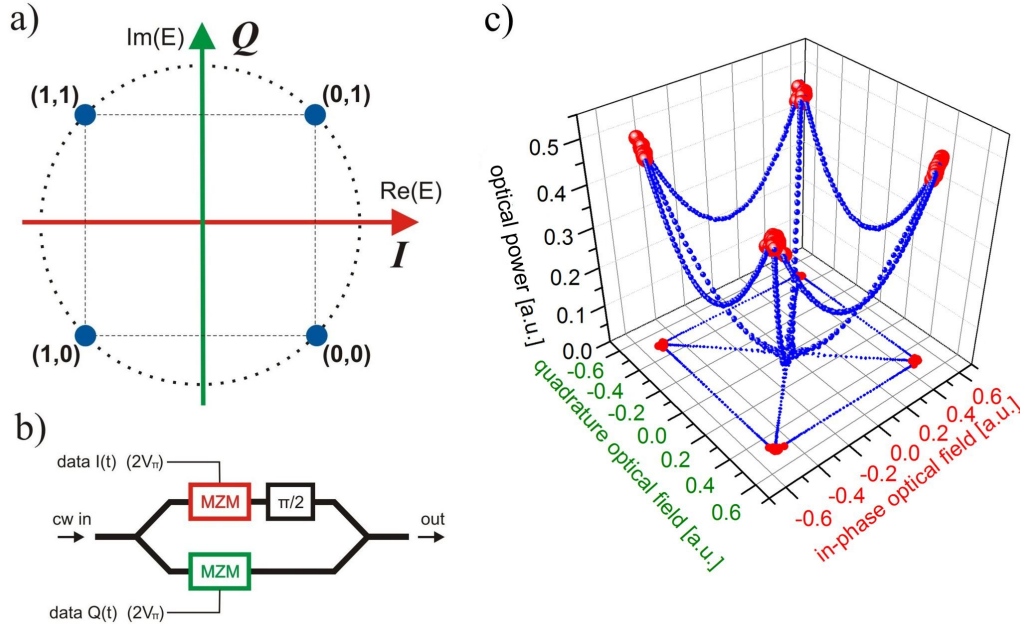 a)
Im(E)
Q
(1,1)
(0,1)
Re(E)
I
(1,0)
(0,0)
b)
data I(t) (2Vπ)
MZM
π/2
cw in
out
MZM
data Q(t) (2Vπ)
c)
optical power [a.u.]
0.5
0.4
0.3
0.2
0.1
0.0
-0.6
-0.4
-0.2
0.0
0.2
0.4
0.6
quadrature optical field [a.u.]
0.6
0.4
0.2
0.0
-0.2
-0.4
-0.6
in-phase optical field [a.u.]